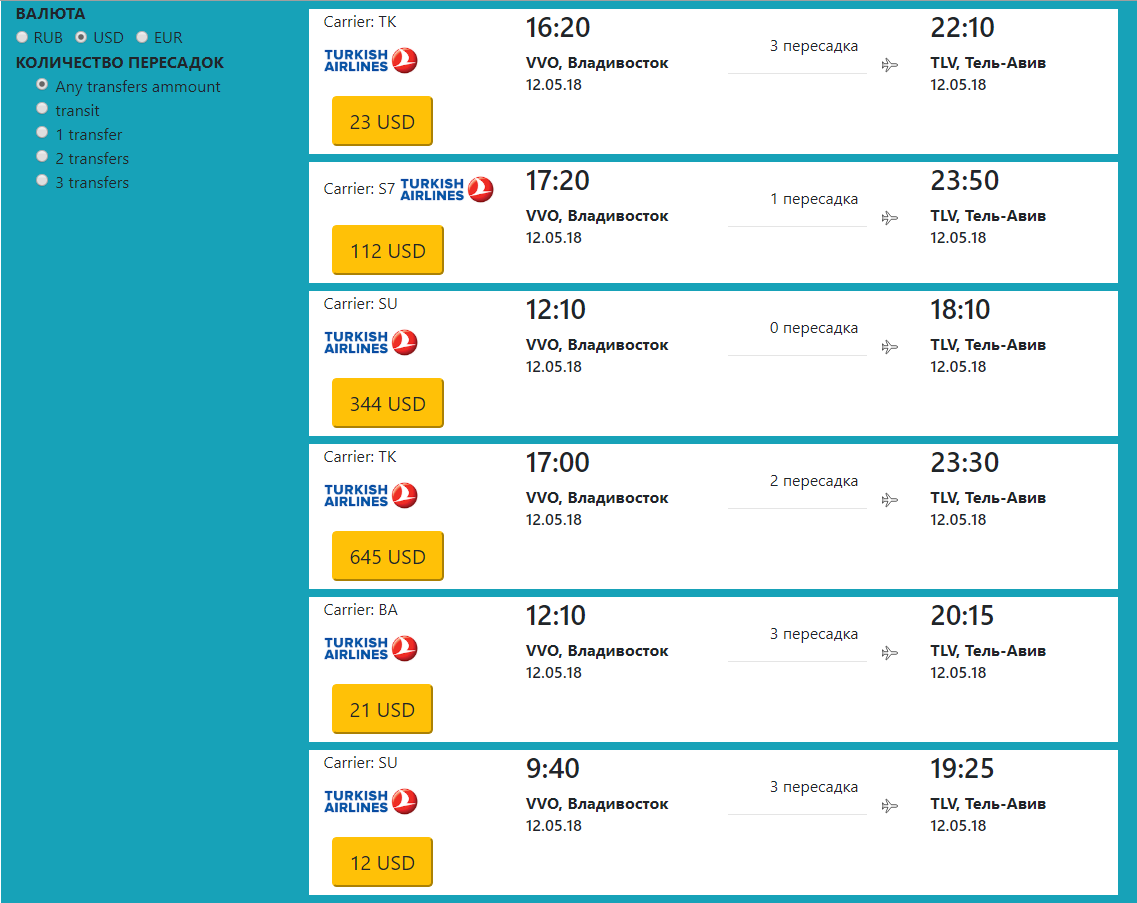 ВАЛЮТА
RUB USD EUR
КОЛИЧЕСТВО ПЕРЕСАДОК
Any transfers ammount
transit
1 transfer
2 transfers
3 transfers
Carrier: TK
TURKISH
AIRLINES
23 USD
16:20
VVO, Владивосток
12.05.18
3 пересадка
22:10
TLV, Тель-Авив
12.05.18
Carrier: S7
TURKISH
AIRLINES
112 USD
17:20
VVO, Владивосток
12.05.18
1 пересадка
23:50
TLV, Тель-Авив
12.05.18
Carrier: SU
TURKISH
AIRLINES
344 USD
12:10
VVO, Владивосток
12.05.18
0 пересадка
18:10
TLV, Тель-Авив
12.05.18
Carrier: TK
TURKISH
AIRLINES
645 USD
17:00
VVO, Владивосток
12.05.18
2 пересадка
23:30
TLV, Тель-Авив
12.05.18
Carrier: BA
TURKISH
AIRLINES
21 USD
12:10
VVO, Владивосток
12.05.18
3 пересадка
20:15
TLV, Тель-Авив
12.05.18
Carrier: SU
TURKISH
AIRLINES
12 USD
9:40
VVO, Владивосток
12.05.18
3 пересадка
19:25
TLV, Тель-Авив
12.05.18